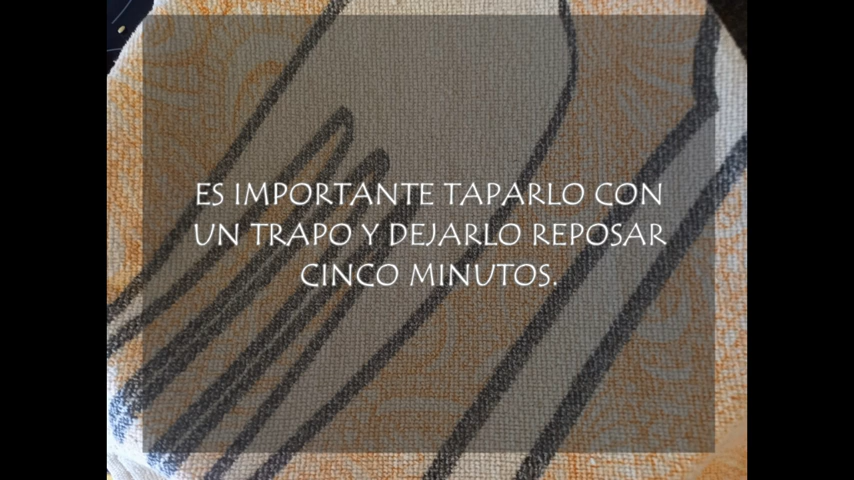 ES IMPORTANTE TAPARLO CON
UN TRAPO Y DEJARLO REPOSAR
CINCO MINUTOS.